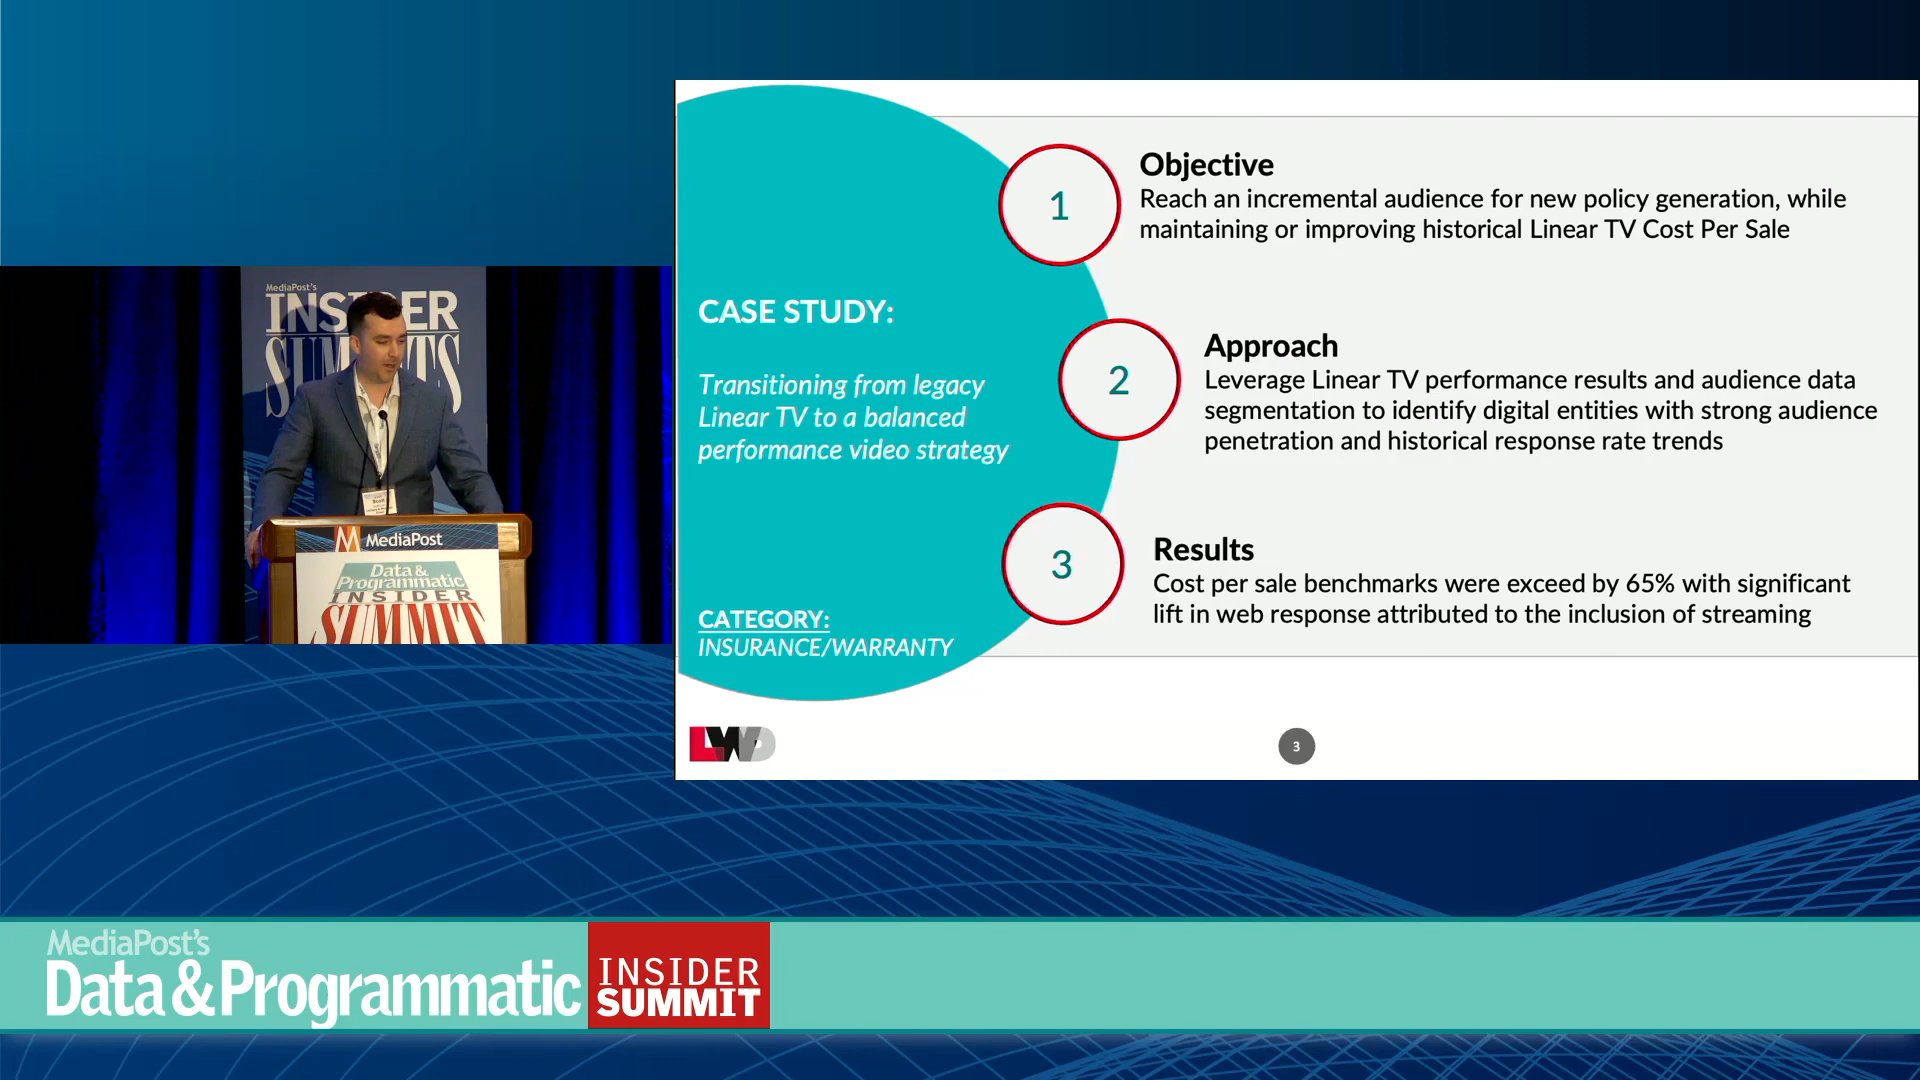 MediaPost's
INSIDER
SUMMITS
Scott
MediaPost
Data &
Programmatic
INSIDER
SUMMIT
CASE STUDY:
Transitioning from legacy
Linear TV to a balanced
performance video strategy
CATEGORY:
INSURANCE/WARRANTY
1
Objective
Reach an incremental audience for new policy generation, while
maintaining or improving historical Linear TV Cost Per Sale
2
Approach
Leverage Linear TV performance results and audience data
segmentation to identify digital entities with strong audience
penetration and historical response rate trends
3
Results
Cost per sale benchmarks were exceed by 65% with significant
lift in web response attributed to the inclusion of streaming
LWD
3
MediaPost's
Data & Programmatic
INSIDER
SUMMIT